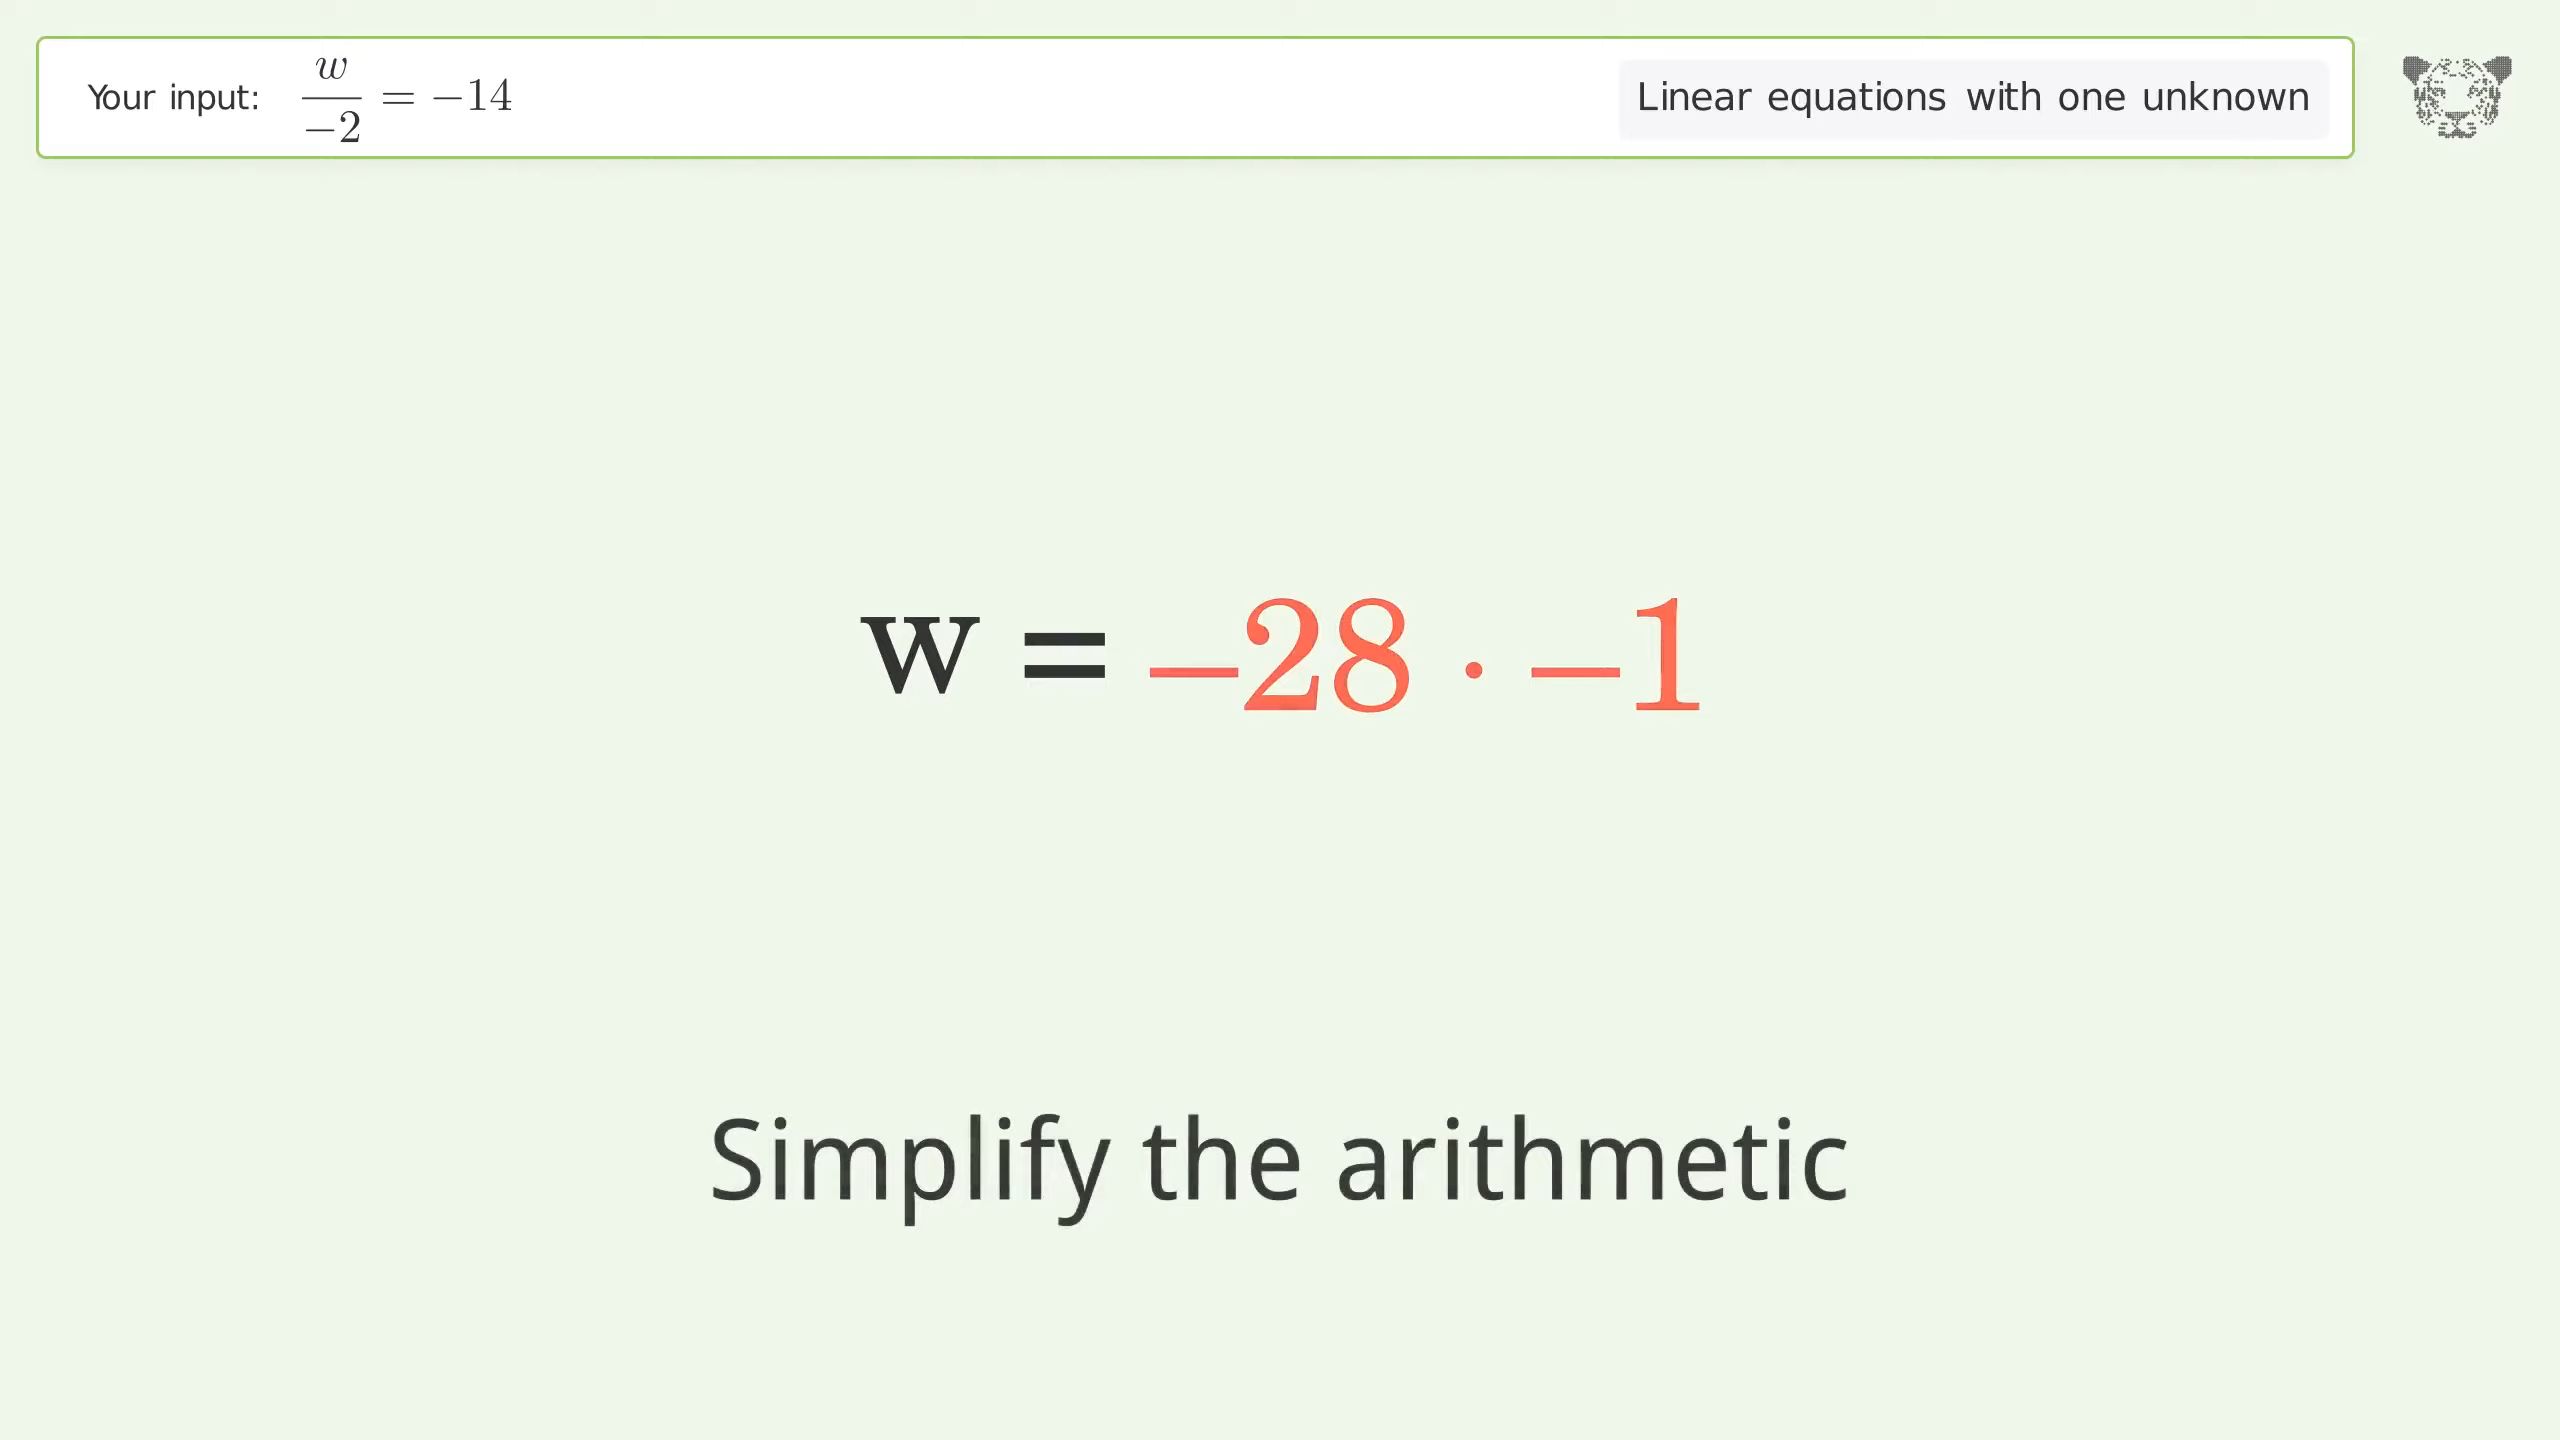 Your input: w/−2 = −14
Linear equations with one unknown
w = −28 · −1
Simplify the arithmetic